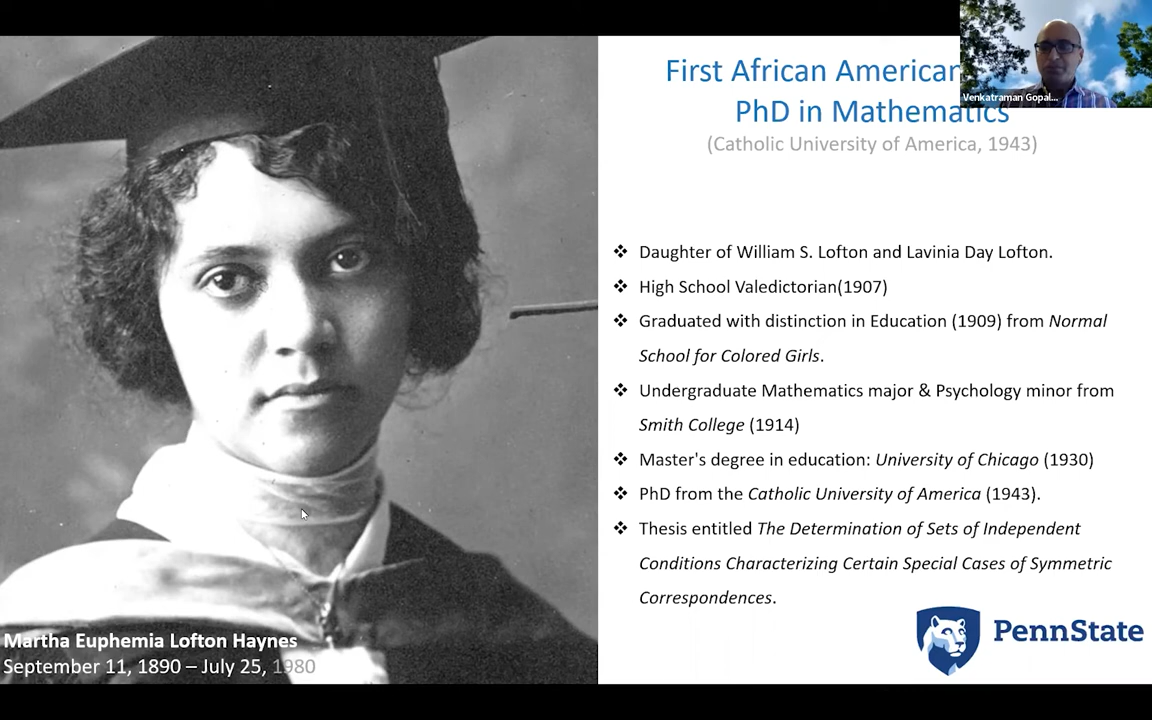 First African American
PhD in Mathematics
(Catholic University of America, 1943)
Venkatraman Gopal...
❖ Daughter of William S. Lofton and Lavinia Day Lofton.
❖ High School Valedictorian(1907)
❖ Graduated with distinction in Education (1909) from Normal
School for Colored Girls.
❖ Undergraduate Mathematics major & Psychology minor from
Smith College (1914)
❖ Master's degree in education: University of Chicago (1930)
❖ PhD from the Catholic University of America (1943).
❖ Thesis entitled The Determination of Sets of Independent
Conditions Characterizing Certain Special Cases of Symmetric
Correspondences.
Martha Euphemia Lofton Haynes
September 11, 1890 – July 25, 1980
PennState